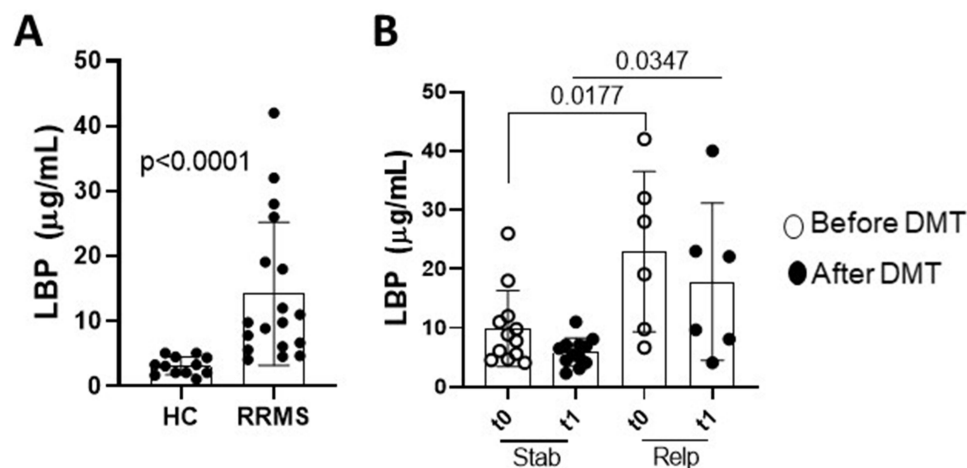 A
50
40
30
20
10
0
LBP (μg/mL)
p<0.0001
HC RRMS
B
0.0347
0.0177
50
40
30
20
10
0
LBP (μg/mL)
t0 t1 t0 t1
Stab Relp
Before DMT
After DMT